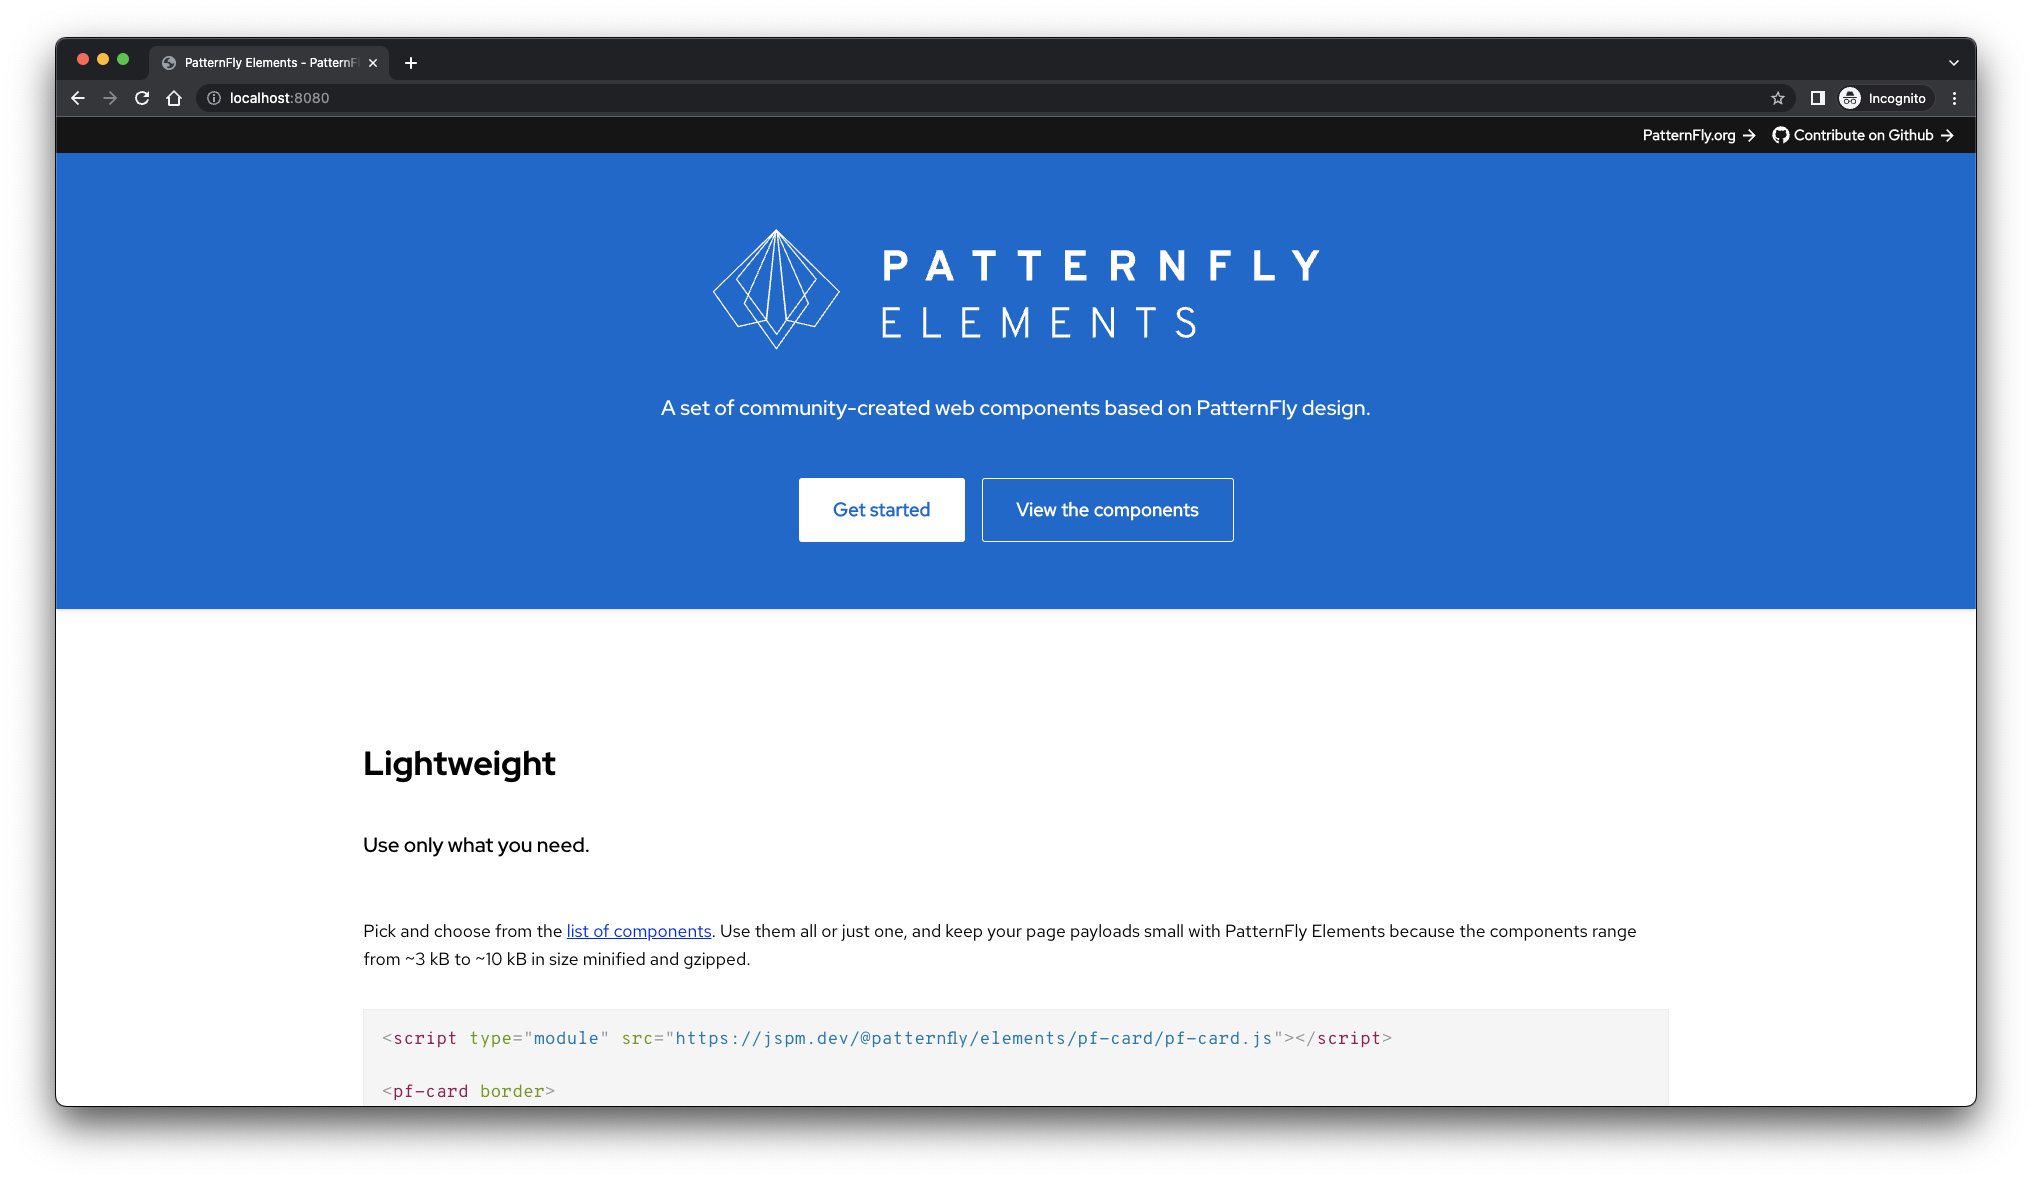 PatternFly Elements - PatternFl
localhost:8080
Incognito
PatternFly.org
Contribute on Github
PATTERNFLY
ELEMENTS
A set of community-created web components based on PatternFly design.
Get started
View the components
Lightweight
Use only what you need.
Pick and choose from the list of components. Use them all or just one, and keep your page payloads small with PatternFly Elements because the components range
from ~3 kB to ~10 kB in size minified and gzipped.
<script type="module" src="https://jspm.dev/@patternfly/elements/pf-card/pf-card.js"></script>
<pf-card border>